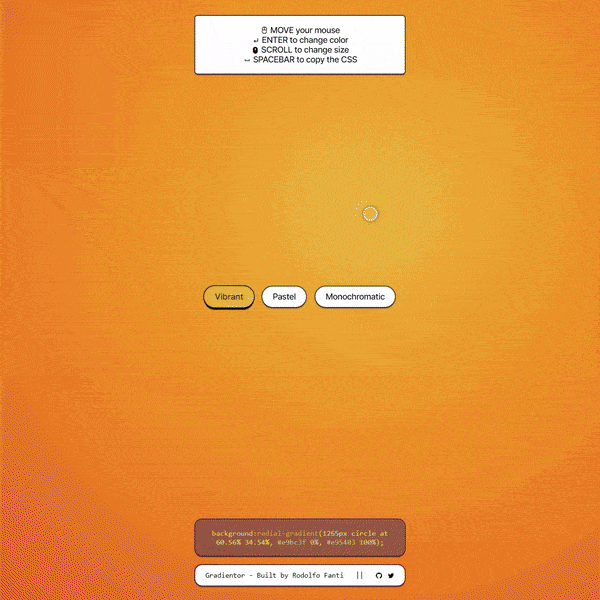 MOVE your mouse
ENTER to change color
SCROLL to change size
SPACEBAR to copy the CSS
Vibrant
Pastel
Monochromatic
background:radial-gradient(1265px circle at
60.56% 34.54%, #e9bc3f 0%, #e95403 100%);
Gradientor - Built by Rodolfo Fanti ||